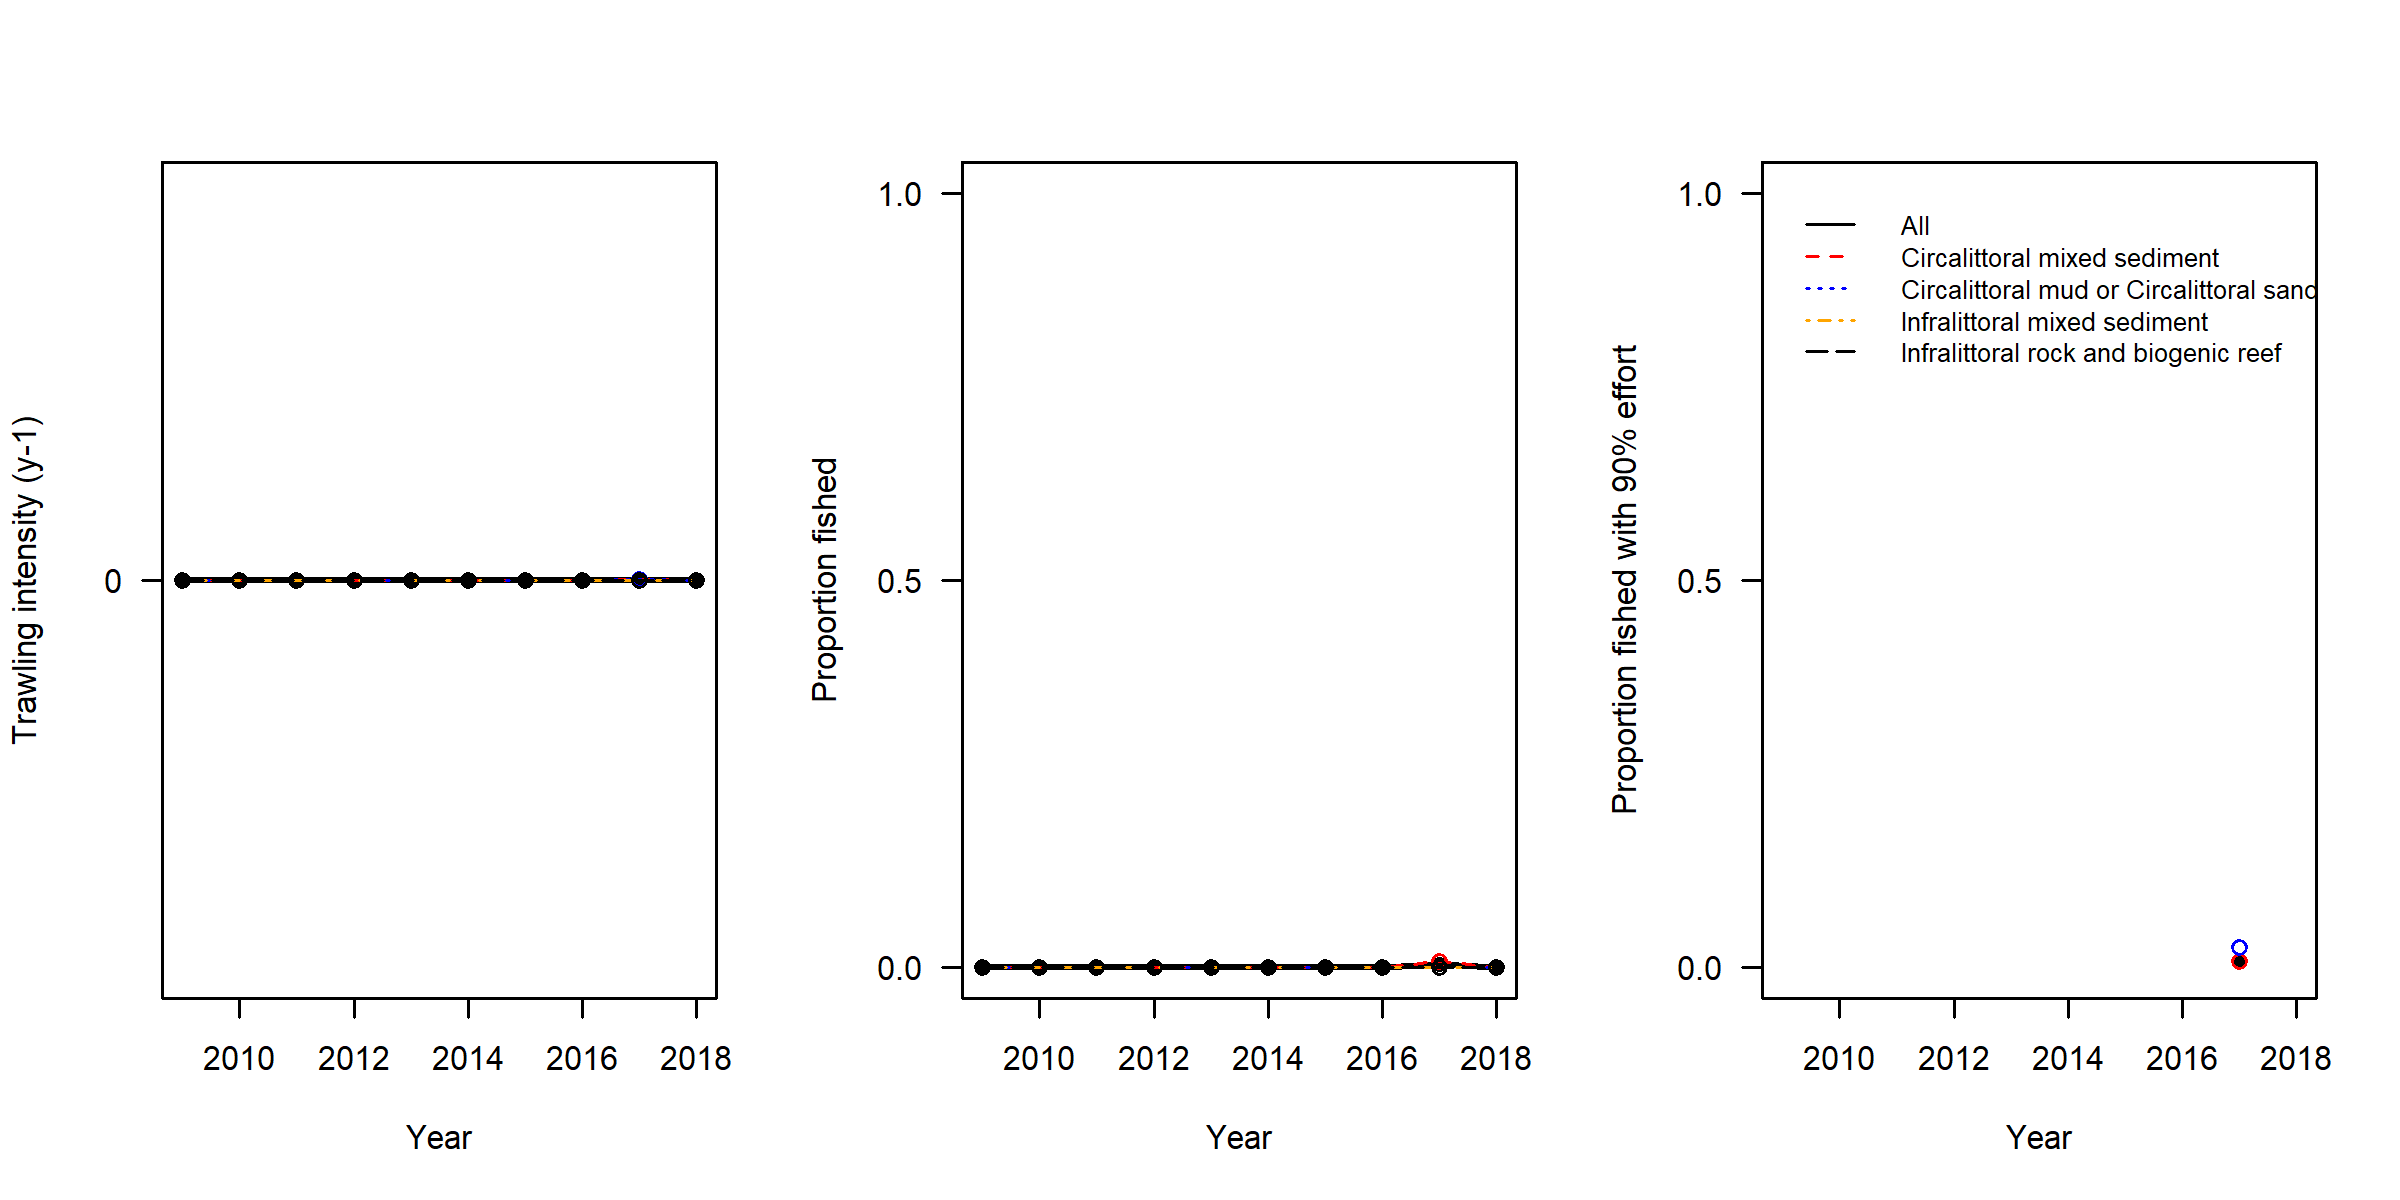 Trawling intensity (y-1)
0
2010 2012 2014 2016 2018
Year
Proportion fished
1.0
0.5
0.0
2010 2012 2014 2016 2018
Year
Proportion fished with 90% effort
1.0
0.5
0.0
All
Circalittoral mixed sediment
Circalittoral mud or Circalittoral sand
Infralittoral mixed sediment
Infralittoral rock and biogenic reef
2010 2012 2014 2016 2018
Year